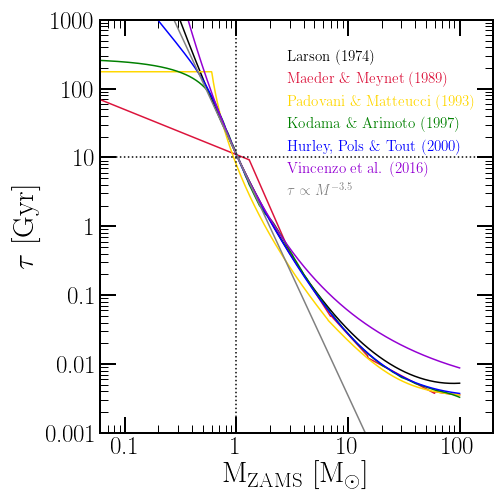 1000
100
10
1
0.1
0.01
0.001
τ [Gyr]
Larson (1974)
Maeder & Meynet (1989)
Padovani & Matteucci (1993)
Kodama & Arimoto (1997)
Hurley, Pols & Tout (2000)
Vincenzo et al. (2016)
τ ∝ M^{-3.5}
0.1 1 10 100
M_{ZAMS} [M_⊙]